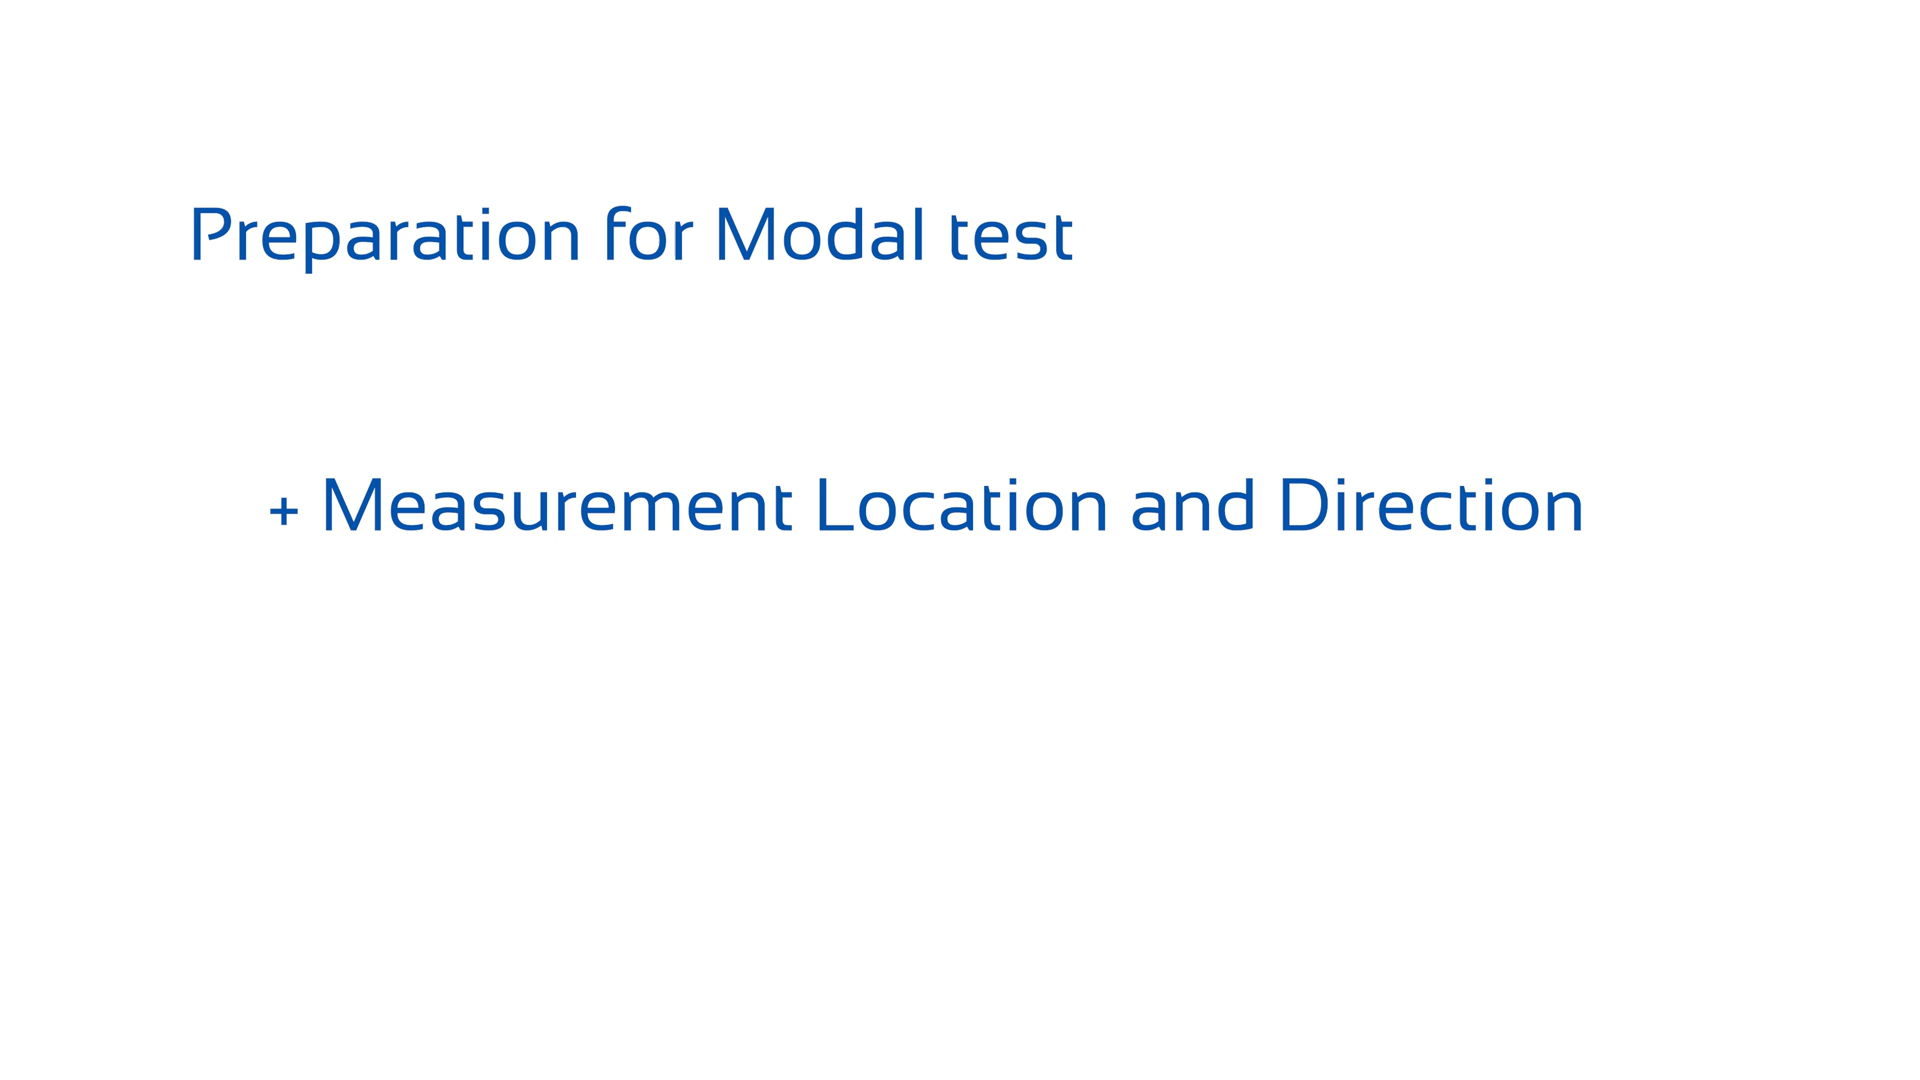 Preparation for Modal test
+ Measurement Location and Direction